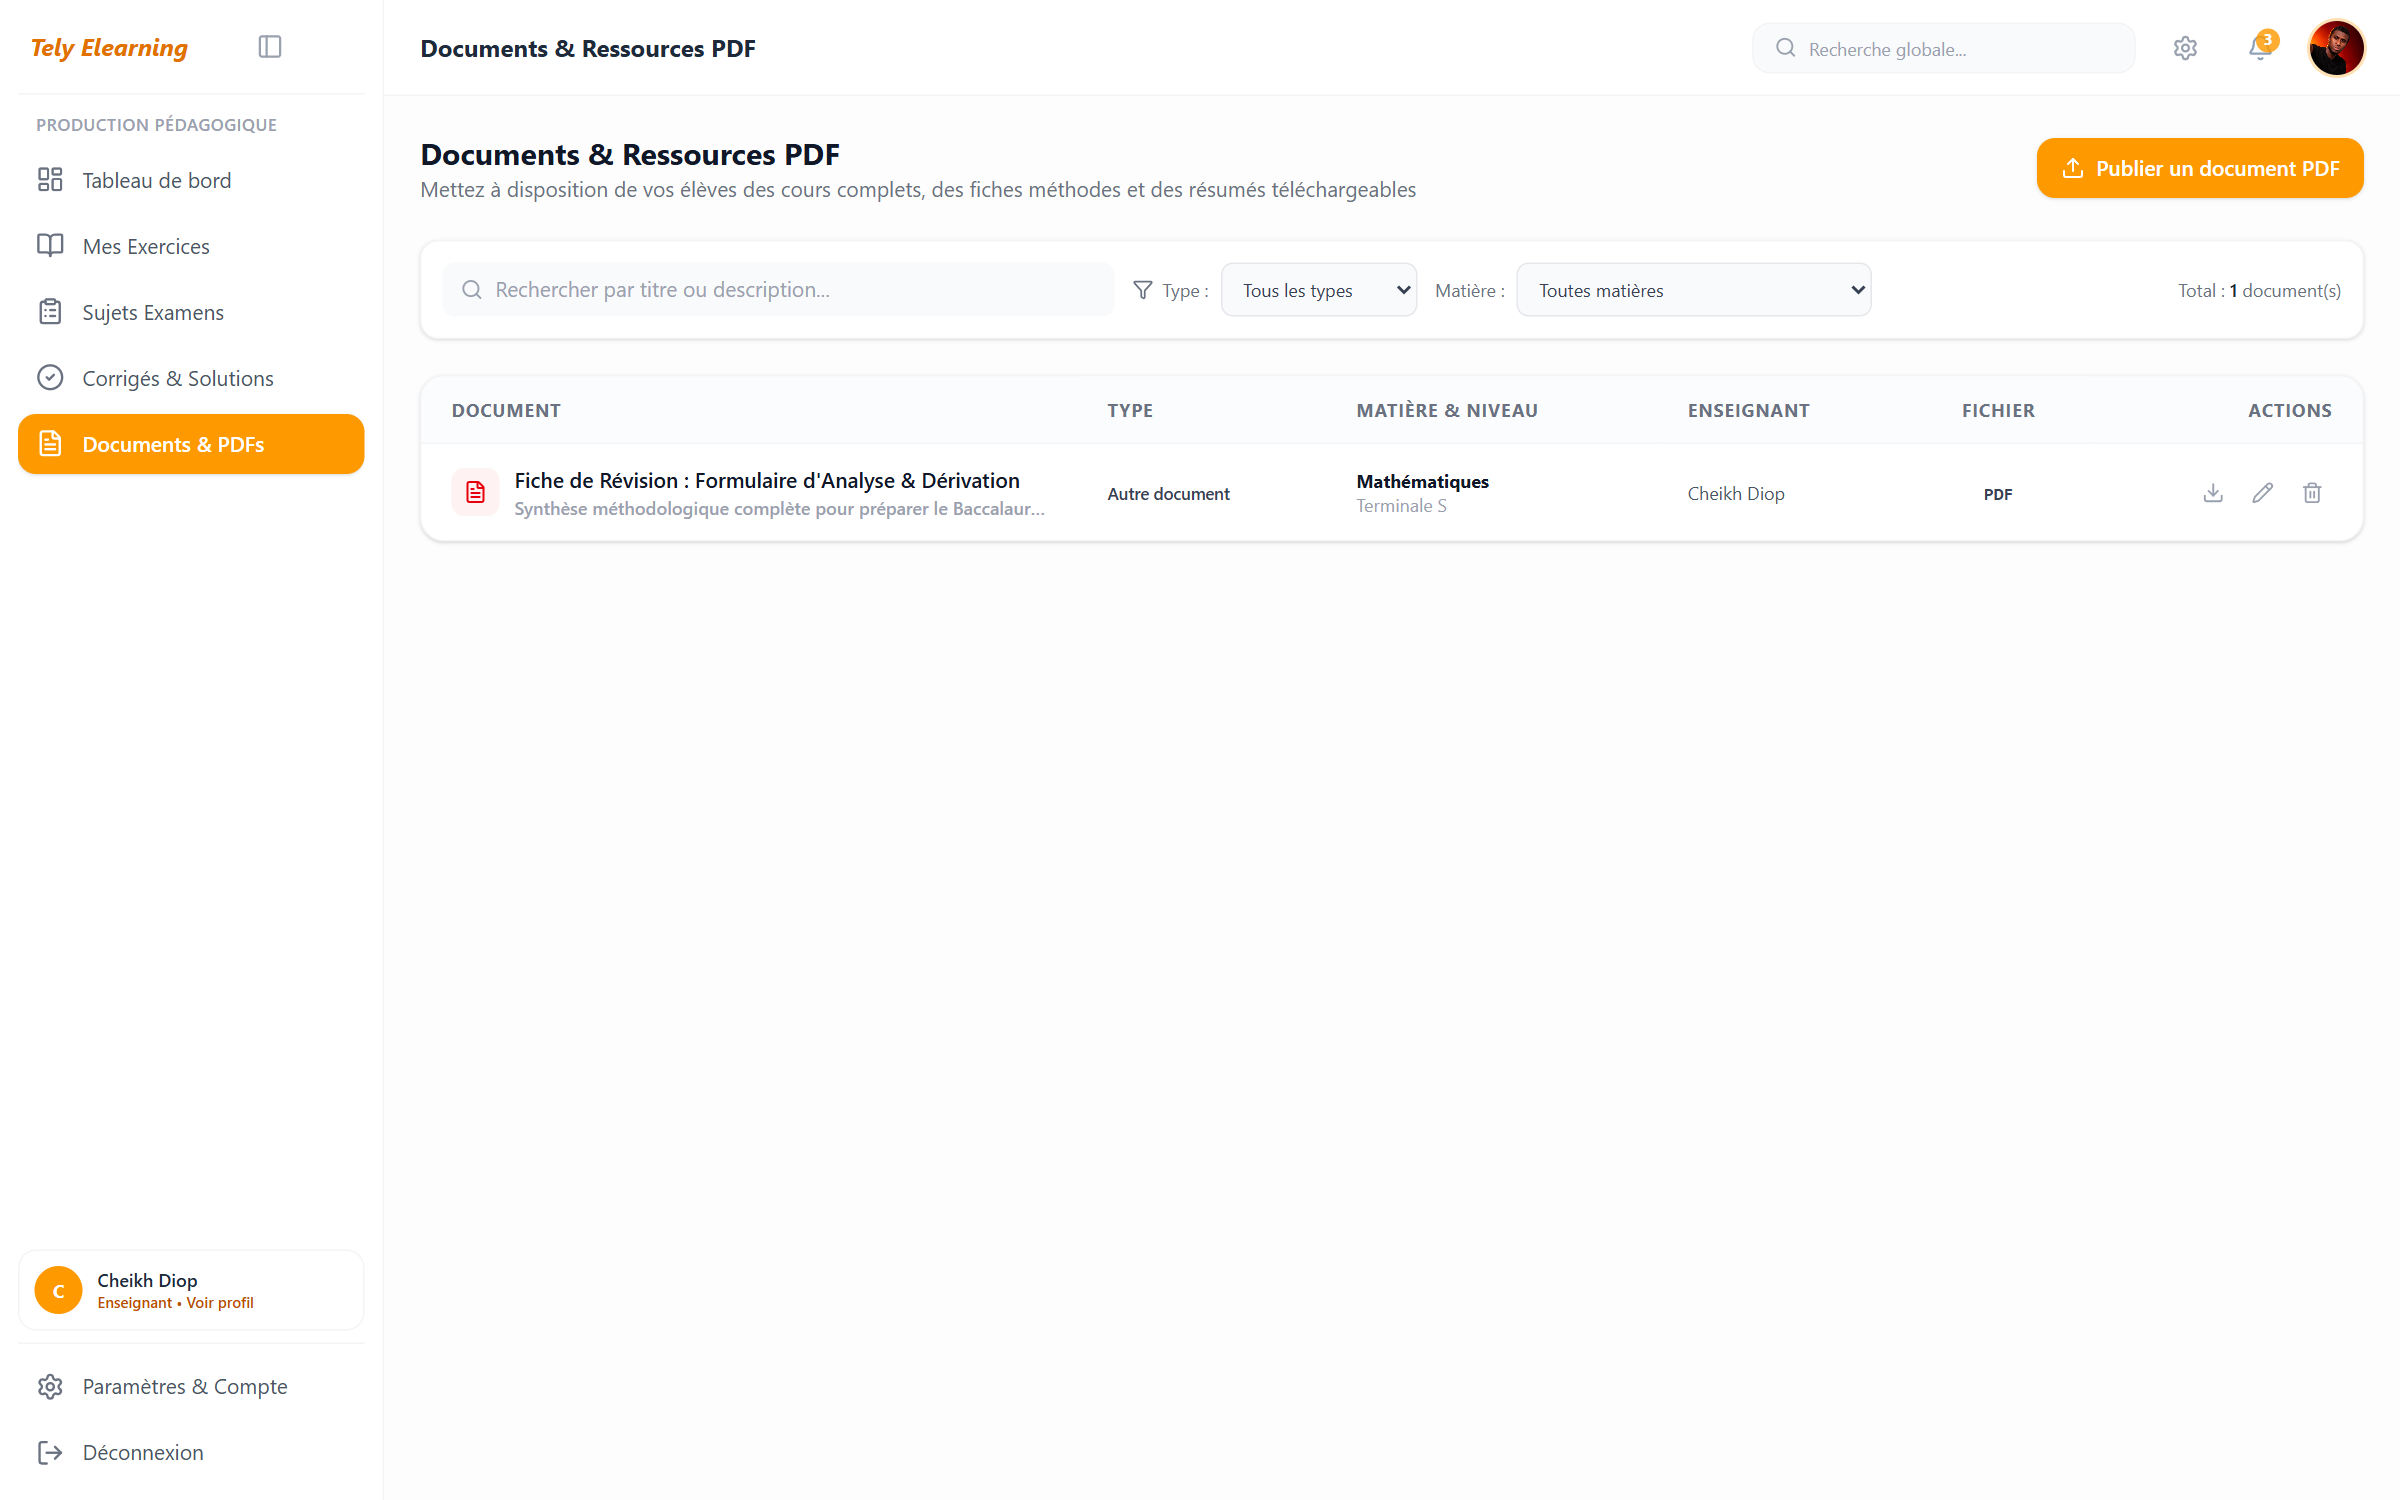 Tely Elearning
PRODUCTION PÉDAGOGIQUE
Tableau de bord
Mes Exercices
Sujets Examens
Corrigés & Solutions
Documents & PDFs
Cheikh Diop
C
Enseignant • Voir profil
Paramètres & Compte
Déconnexion
Documents & Ressources PDF
Recherche globale...
3
Documents & Ressources PDF
Mettez à disposition de vos élèves des cours complets, des fiches méthodes et des résumés téléchargeables
Publier un document PDF
Rechercher par titre ou description...
Type : Tous les types
Matière : Toutes matières
Total : 1 document(s)
DOCUMENT TYPE MATIÈRE & NIVEAU ENSEIGNANT FICHIER ACTIONS
Fiche de Révision : Formulaire d'Analyse & Dérivation
Synthèse méthodologique complète pour préparer le Baccalaur...
Autre document
Mathématiques
Terminale S
Cheikh Diop
PDF